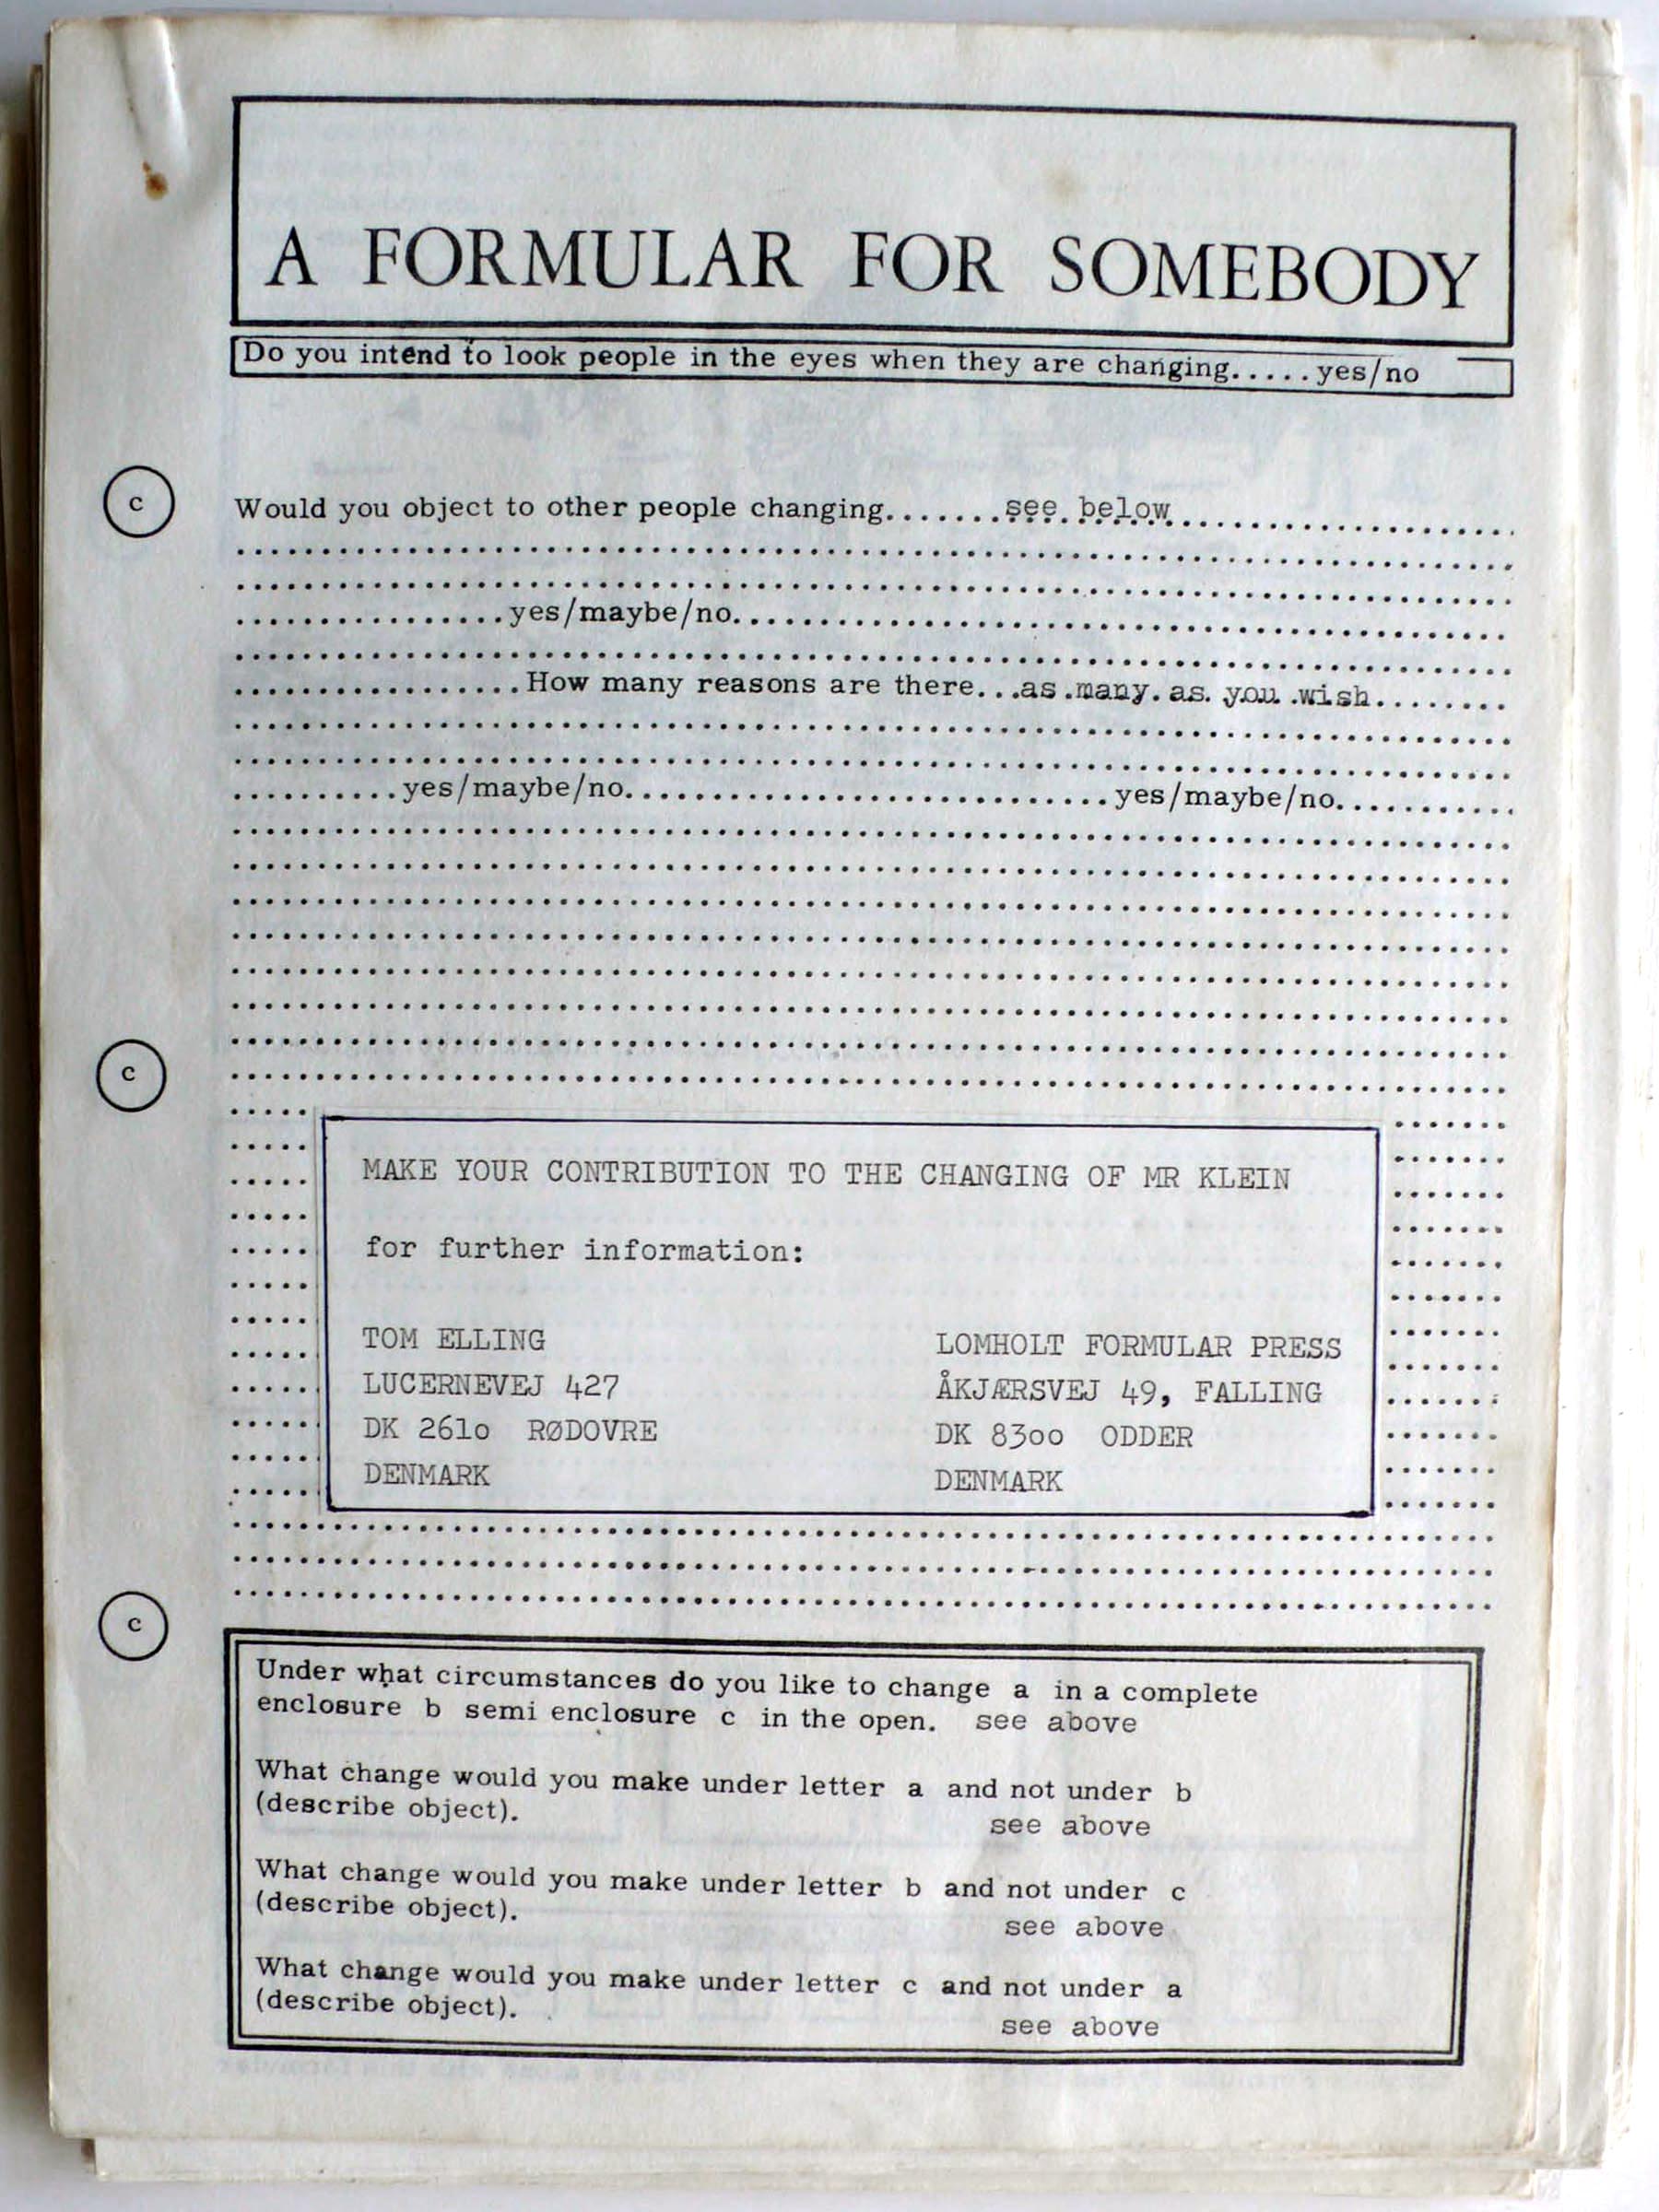 A FORMULAR FOR SOMEBODY
Do you intend to look people in the eyes when they are changing.....yes/no
c
Would you object to other people changing.......see below
yes/maybe/no
How many reasons are there...as many as you wish
yes/maybe/no yes/maybe/no
c
MAKE YOUR CONTRIBUTION TO THE CHANGING OF MR KLEIN
for further information:
TOM ELLING
LUCERNEVEJ 427
DK 261o RØDOVRE
DENMARK
LOMHOLT FORMULAR PRESS
ÅKJÆRSVEJ 49, FALLING
DK 83oo ODDER
DENMARK
c
Under what circumstances do you like to change a in a complete
enclosure b semi enclosure c in the open. see above
What change would you make under letter a and not under b
(describe object).
see above
What change would you make under letter b and not under c
(describe object).
see above
What change would you make under letter c and not under a
(describe object).
see above